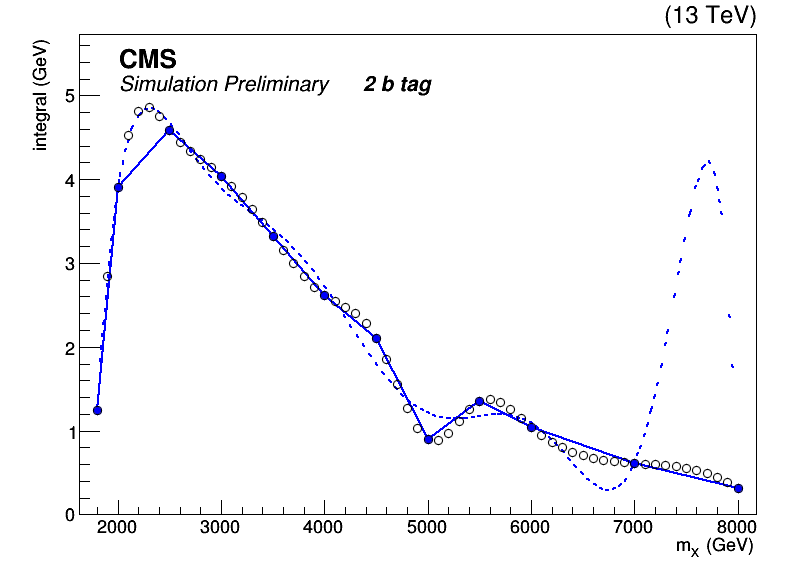 (13 TeV)
CMS
Simulation Preliminary 2 b tag
integral (GeV)
5
4
3
2
1
0
2000 3000 4000 5000 6000 7000 8000
m_X (GeV)